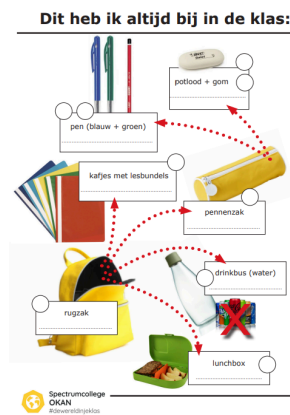 Dit heb ik altijd bij in de klas:
potlood + gom
pen (blauw + groen)
kafjes met lesbundels
pennenzak
drinkbus (water)
rugzak
lunchbox
Spectrumcollege
OKAN
#dewereldinjeklas